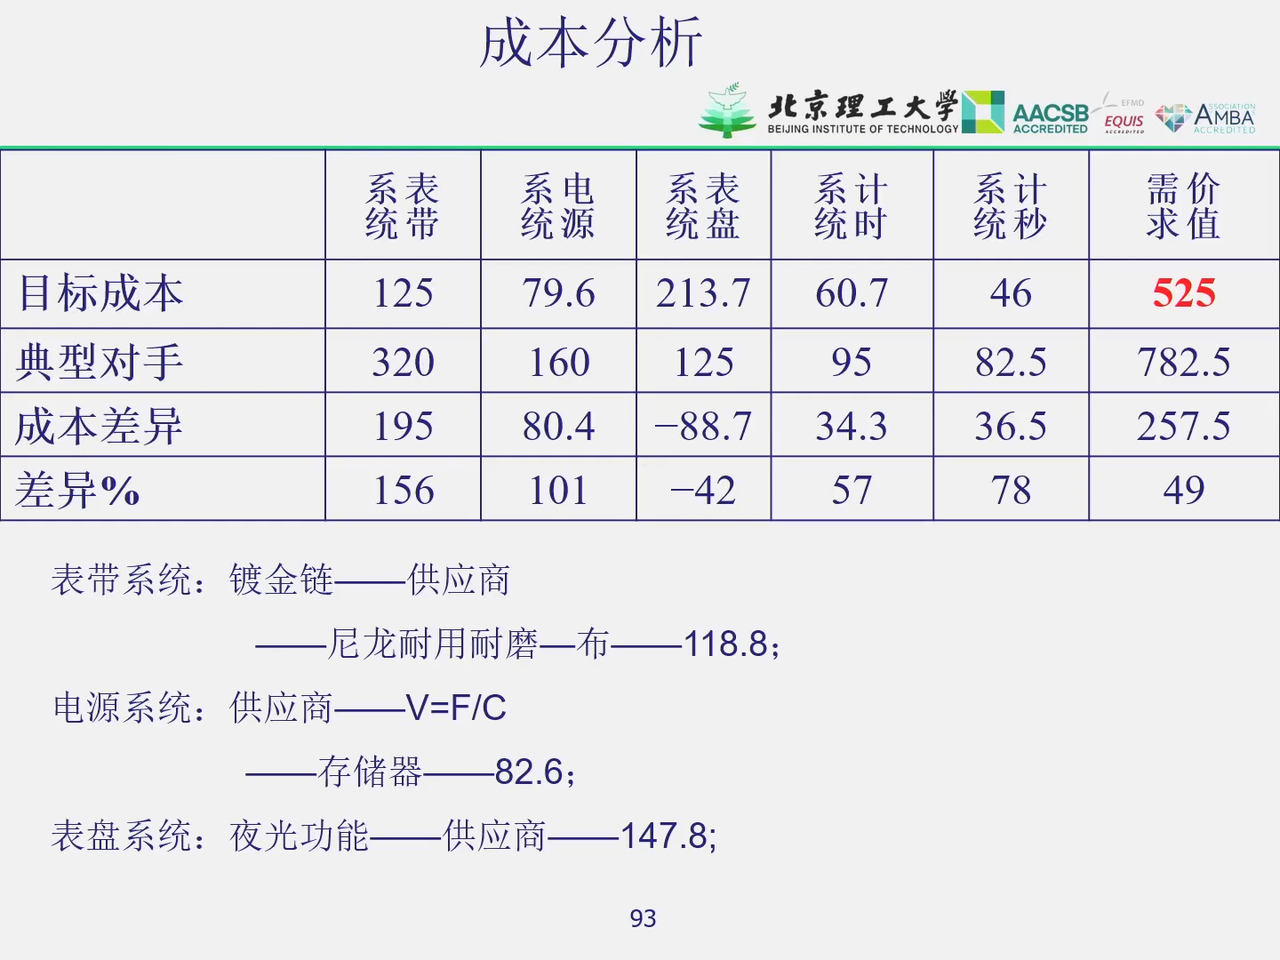 成本分析
北京理工大学
BEIJING INSTITUTE OF TECHNOLOGY
AACSB
ACCREDITED
EFMD
EQUIS
ACCREDITED
ASSOCIATION
AMBA
ACCREDITED
系表 系电 系表 系计 系计 需价
统带 统源 统盘 统时 统秒 求值
目标成本 125 79.6 213.7 60.7 46 525
典型对手 320 160 125 95 82.5 782.5
成本差异 195 80.4 −88.7 34.3 36.5 257.5
差异% 156 101 −42 57 78 49
表带系统：镀金链——供应商
——尼龙耐用耐磨—布——118.8；
电源系统：供应商——V=F/C
——存储器——82.6；
表盘系统：夜光功能——供应商——147.8;
93